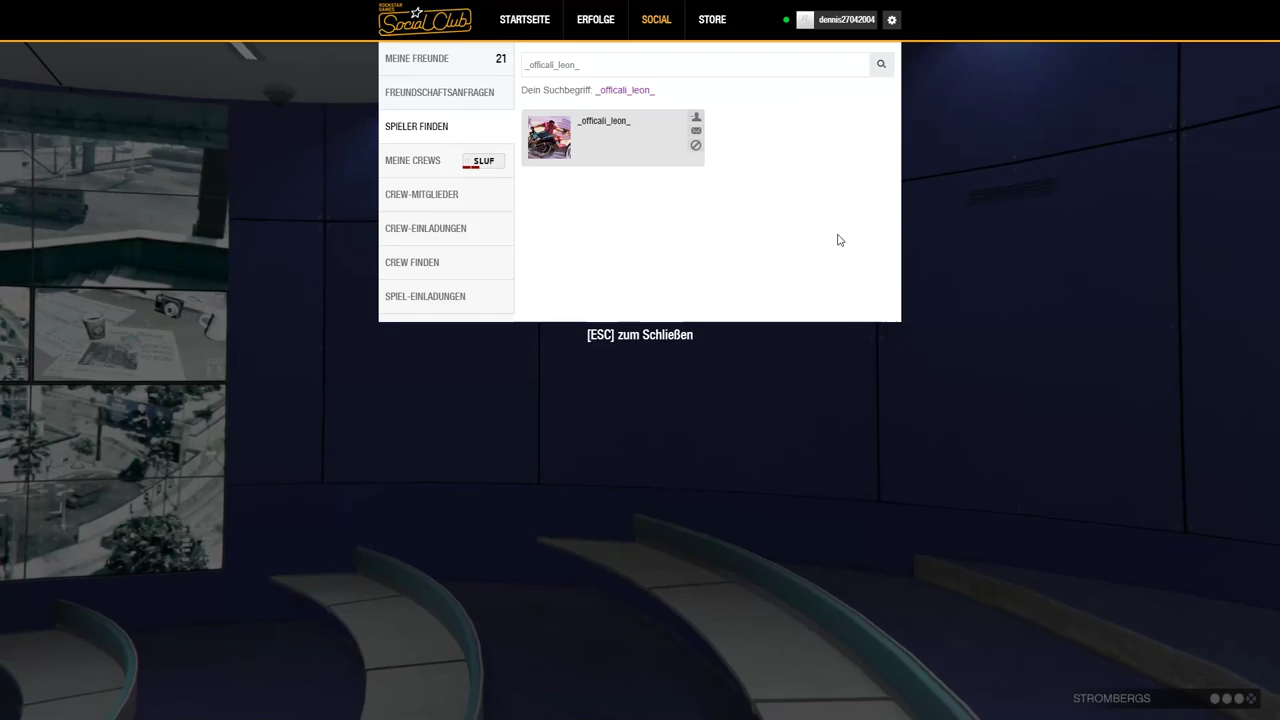 ROCKSTAR GAMES
Social Club
STARTSEITE ERFOLGE SOCIAL STORE dennis27042004
MEINE FREUNDE 21
FREUNDSCHAFTSANFRAGEN
SPIELER FINDEN
MEINE CREWS SLUF
CREW-MITGLIEDER
CREW-EINLADUNGEN
CREW FINDEN
SPIEL-EINLADUNGEN
_officali_leon_
Dein Suchbegriff: _officali_leon_
_officali_leon_
[ESC] zum Schließen
STROMBERGS